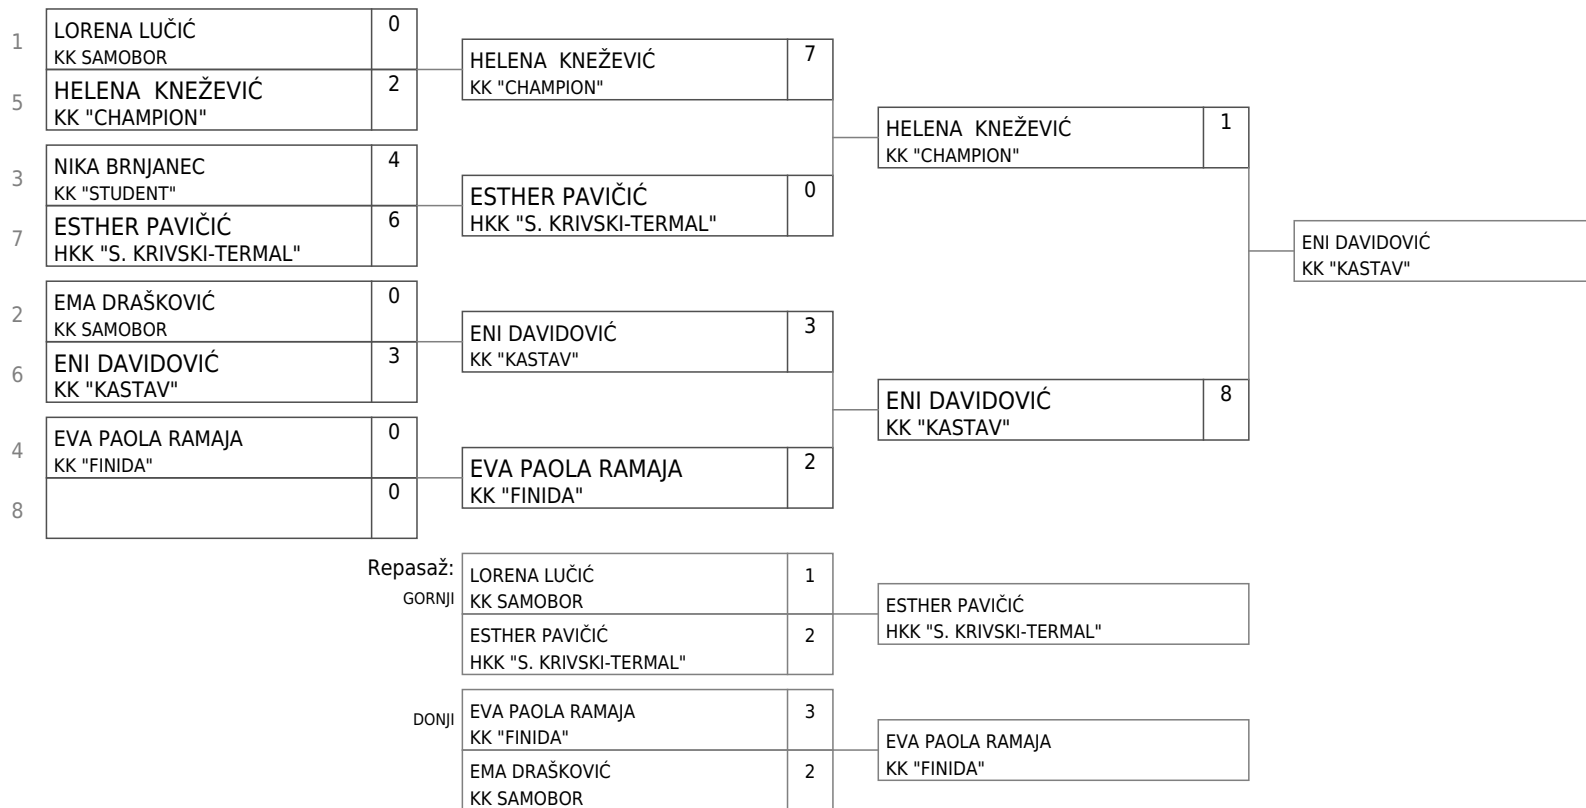 1
LORENA LUČIĆ
KK SAMOBOR
0
5
HELENA  KNEŽEVIĆ
KK "CHAMPION"
2
3
NIKA BRNJANEC
KK "STUDENT"
4
7
ESTHER PAVIČIĆ
HKK "S. KRIVSKI-TERMAL"
6
2
EMA DRAŠKOVIĆ
KK SAMOBOR
0
6
ENI DAVIDOVIĆ
KK "KASTAV"
3
4
EVA PAOLA RAMAJA
KK "FINIDA"
0
8
0
HELENA  KNEŽEVIĆ
KK "CHAMPION"
7
ESTHER PAVIČIĆ
HKK "S. KRIVSKI-TERMAL"
0
ENI DAVIDOVIĆ
KK "KASTAV"
3
EVA PAOLA RAMAJA
KK "FINIDA"
2
HELENA  KNEŽEVIĆ
KK "CHAMPION"
1
ENI DAVIDOVIĆ
KK "KASTAV"
8
ENI DAVIDOVIĆ
KK "KASTAV"
Repasaž:
GORNJI
LORENA LUČIĆ
KK SAMOBOR
1
ESTHER PAVIČIĆ
HKK "S. KRIVSKI-TERMAL"
2
ESTHER PAVIČIĆ
HKK "S. KRIVSKI-TERMAL"
DONJI
EVA PAOLA RAMAJA
KK "FINIDA"
3
EMA DRAŠKOVIĆ
KK SAMOBOR
2
EVA PAOLA RAMAJA
KK "FINIDA"